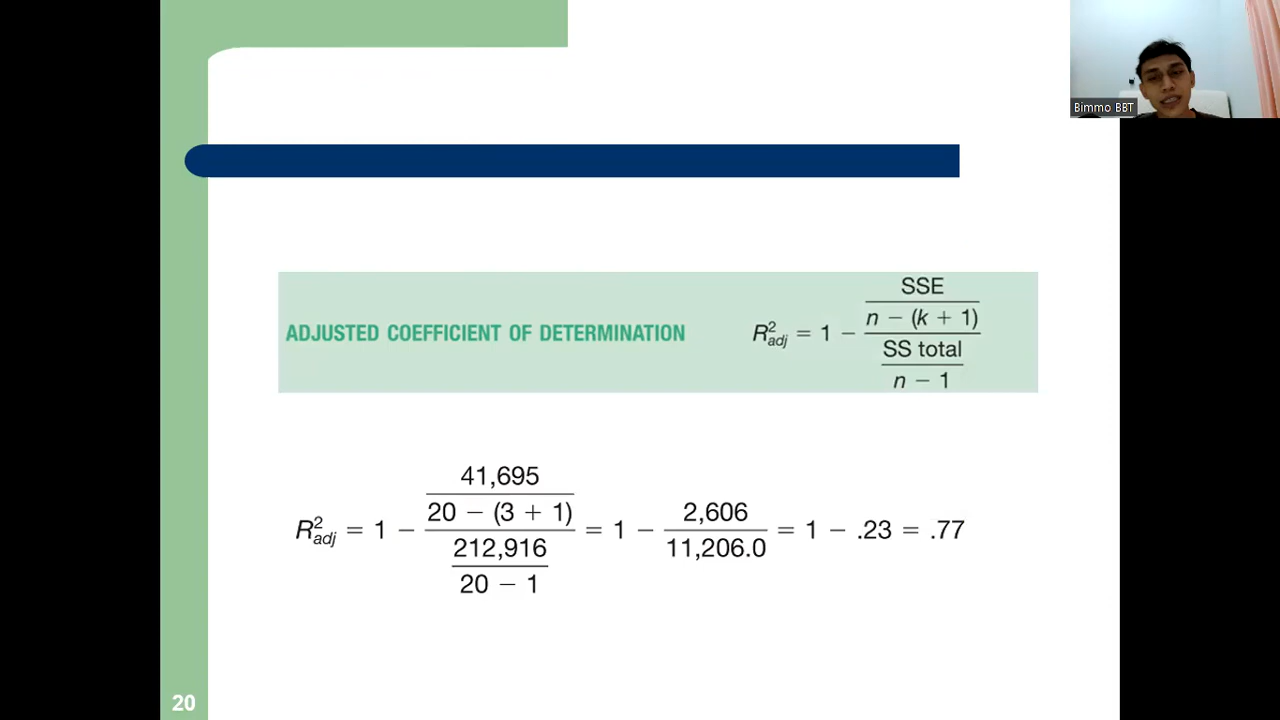 Bimmo BBT
ADJUSTED COEFFICIENT OF DETERMINATION
R²adj = 1 − (SSE / (n − (k + 1))) / (SS total / (n − 1))
R²adj = 1 − (41,695 / (20 − (3 + 1))) / (212,916 / (20 − 1)) = 1 − 2,606 / 11,206.0 = 1 − .23 = .77
20